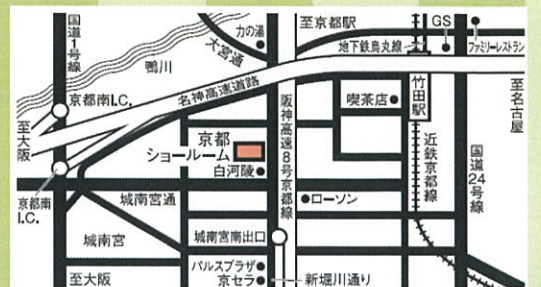 国道1号線
力の湯
大宮通
至京都駅
GS
地下鉄烏丸線
ファミリーレストラン
鴨川
京都南I.C.
名神高速道路
竹田駅
至名古屋
喫茶店
至大阪
阪神高速8号京都線
京都
ショールーム
白河陵
近鉄京都線
国道24号線
京都南
I.C.
城南宮通
ローソン
城南宮
城南宮南出口
パルスプラザ
京セラ
新堀川通り
至大阪